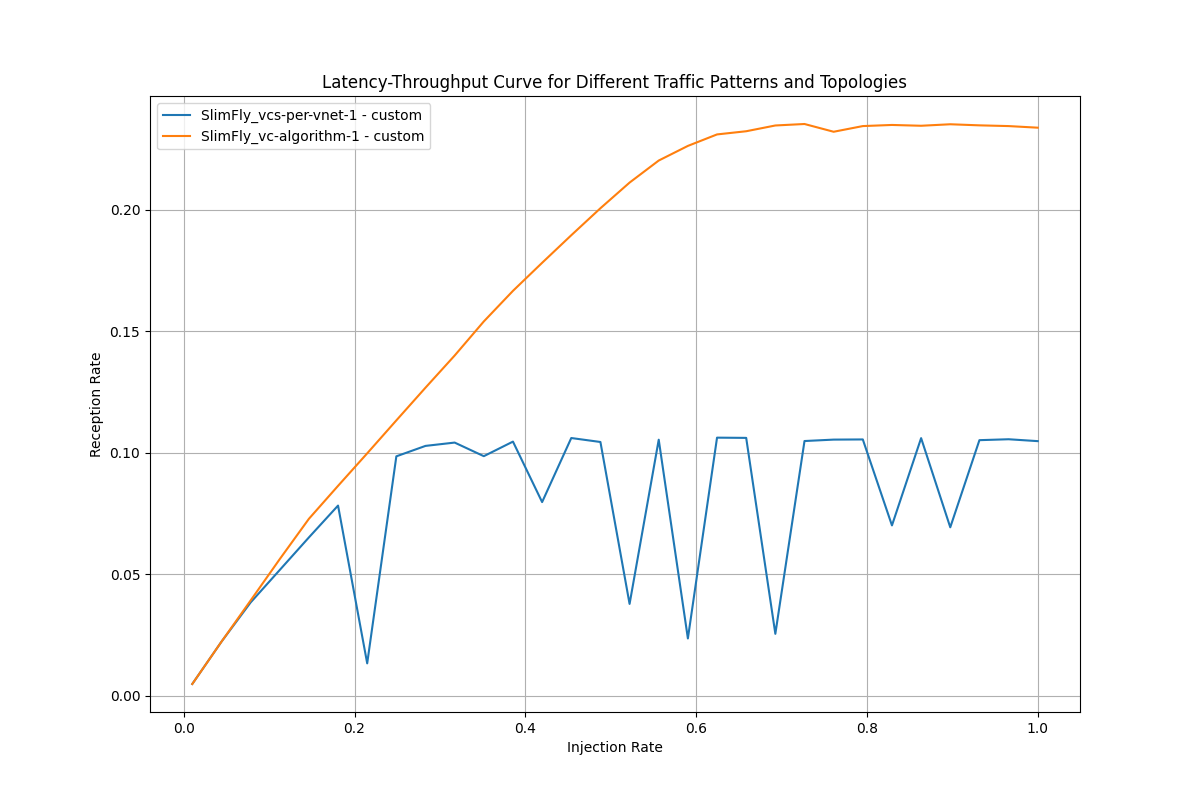 Latency-Throughput Curve for Different Traffic Patterns and Topologies
SlimFly_vcs-per-vnet-1 - custom
SlimFly_vc-algorithm-1 - custom
Reception Rate
0.20
0.15
0.10
0.05
0.00
0.0 0.2 0.4 0.6 0.8 1.0
Injection Rate